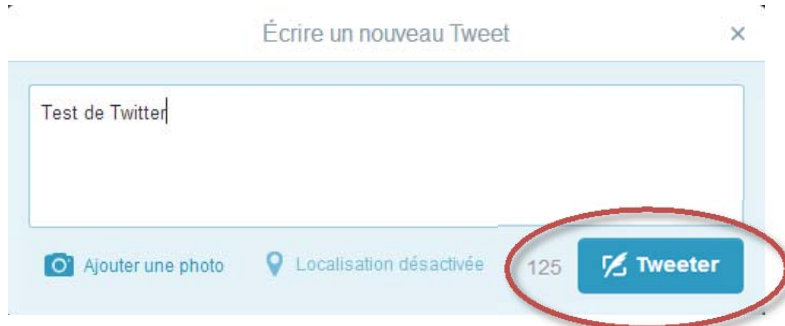 Écrire un nouveau Tweet ×
Test de Twitter
Ajouter une photo Localisation désactivée 125 Tweeter